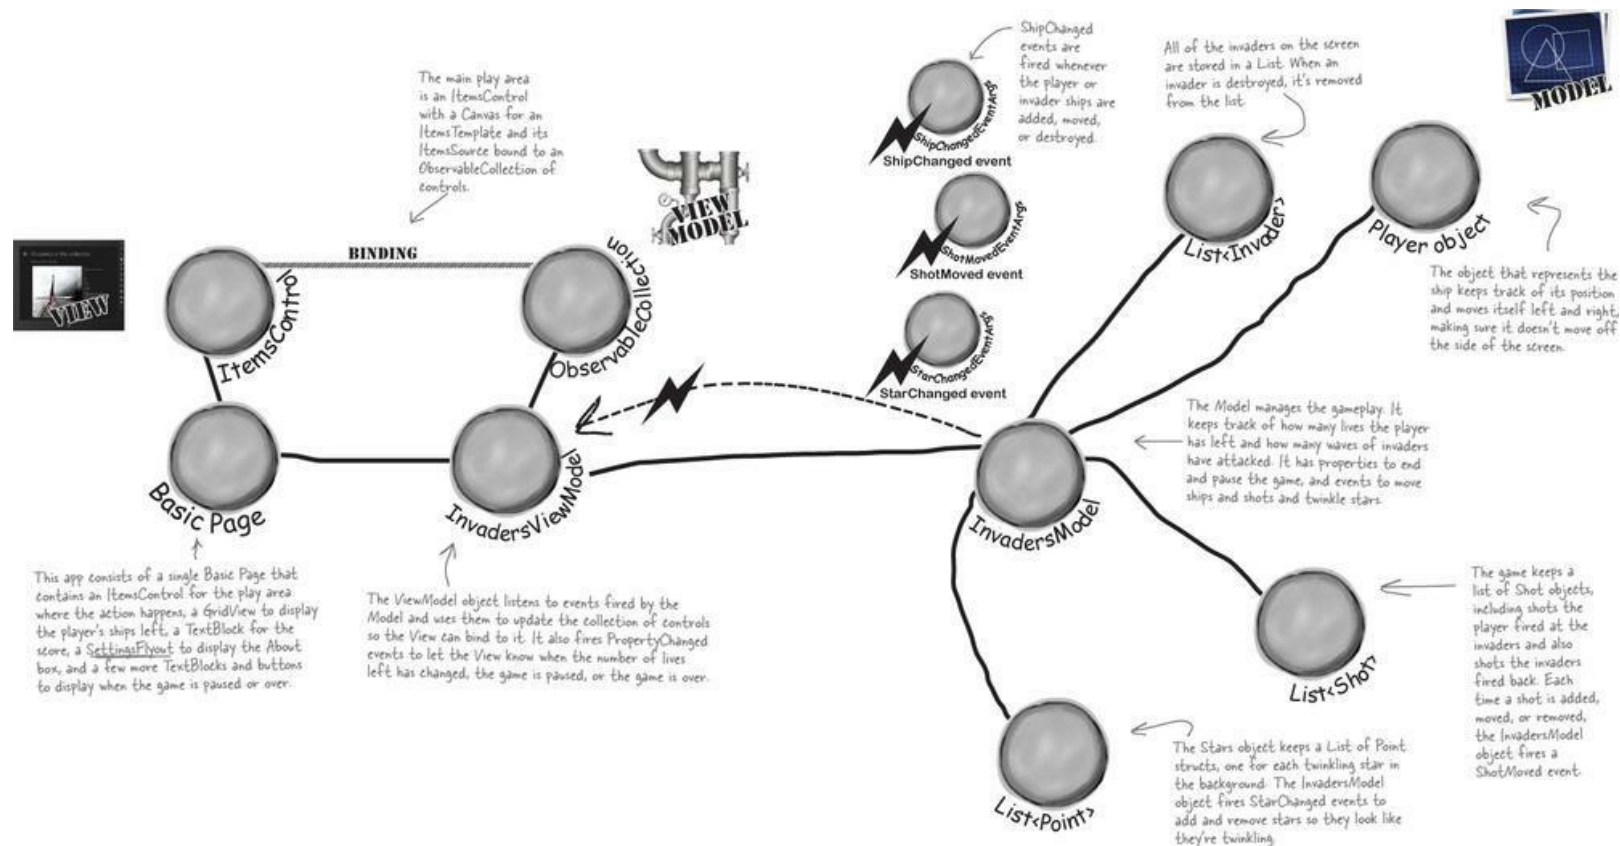 The main play area
is an ItemsControl
with a Canvas for an
ItemsTemplate and its
ItemsSource bound to an
ObservableCollection of
controls.
VIEW
MODEL
ShipChangedEventArgs
ShipChanged event
ShipChanged
events are
fired whenever
the player or
invader ships are
added, moved,
or destroyed.
All of the invaders on the screen
are stored in a List. When an
invader is destroyed, it's removed
from the list
MODEL
ShotMovedEventArgs
ShotMoved event
List<Invader>
Player object
The object that represents the
ship keeps track of its position
and moves itself left and right,
making sure it doesn't move off
the side of the screen.
VIEW
BINDING
ItemsControl
ObservableCollection
StarChangedEventArgs
StarChanged event
The Model manages the gameplay. It
keeps track of how many lives the player
has left and how many waves of invaders
have attacked. It has properties to end
and pause the game, and events to move
ships and shots and twinkle stars.
Basic Page
InvadersViewModel
InvadersModel
This app consists of a single Basic Page that
contains an ItemsControl for the play area
where the action happens, a GridView to display
the player's ships left, a TextBlock for the
score, a SettingsFlyout to display the About
box, and a few more TextBlocks and buttons
to display when the game is paused or over.
The ViewModel object listens to events fired by the
Model and uses them to update the collection of controls
so the View can bind to it. It also fires PropertyChanged
events to let the View know when the number of lives
left has changed, the game is paused, or the game is over.
List<Shot>
The game keeps a
list of Shot objects,
including shots the
player fired at the
invaders and also
shots the invaders
fired back. Each
time a shot is added,
moved, or removed,
the InvadersModel
object fires a
ShotMoved event.
List<Point>
The Stars object keeps a List of Point
structs, one for each twinkling star in
the background. The InvadersModel
object fires StarChanged events to
add and remove stars so they look like
they're twinkling.